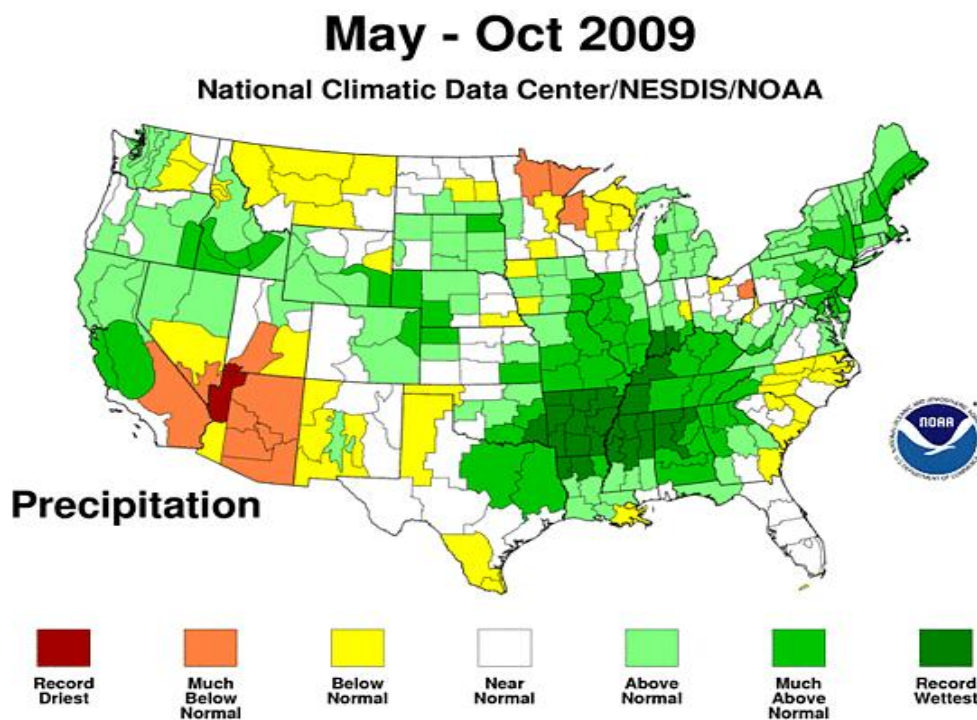 May - Oct 2009
National Climatic Data Center/NESDIS/NOAA
NOAA
Precipitation
Record
Driest
Much
Below
Normal
Below
Normal
Near
Normal
Above
Normal
Much
Above
Normal
Record
Wettest